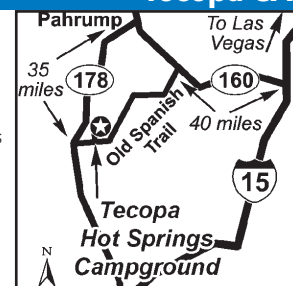 Pahrump
To Las
Vegas
35
miles
178
160
Old Spanish
Trail
40 miles
15
Tecopa
Hot Springs
Campground
N